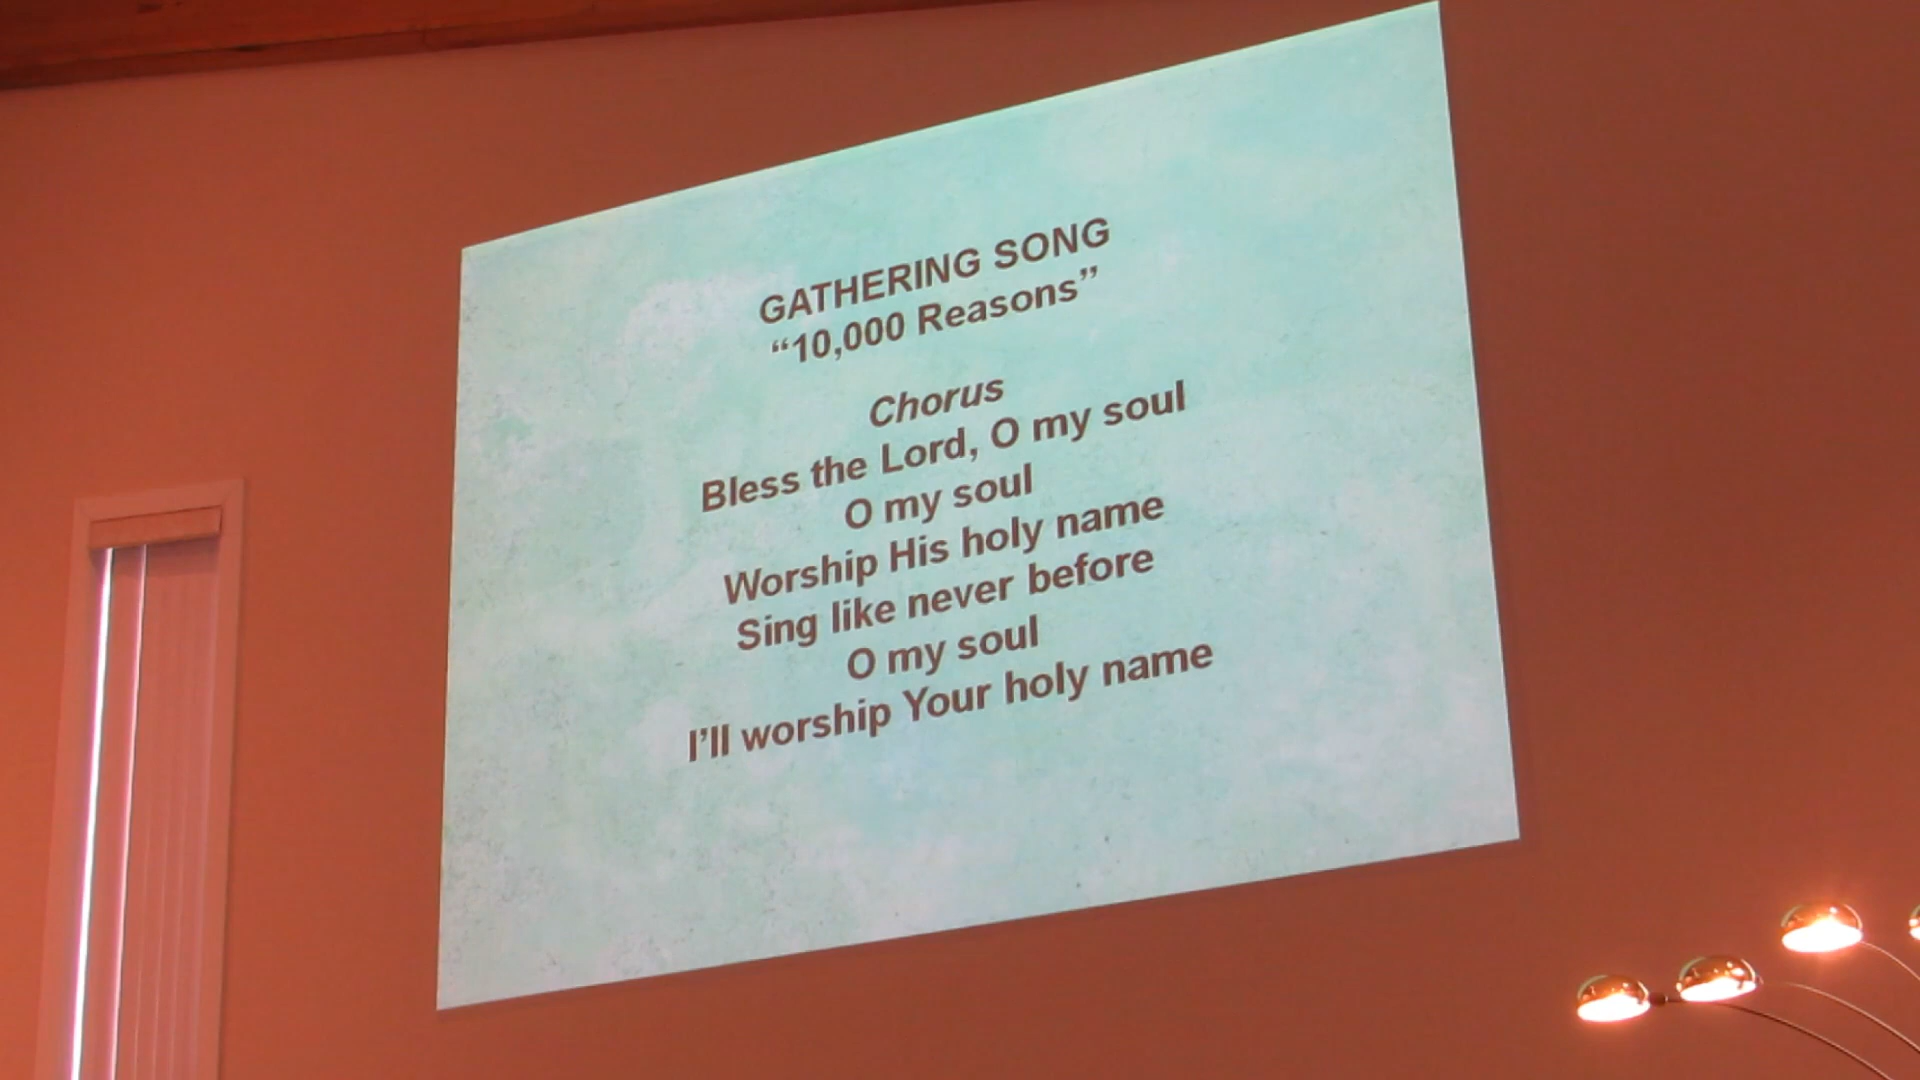 GATHERING SONG
“10,000 Reasons”
Chorus
Bless the Lord, O my soul
O my soul
Worship His holy name
Sing like never before
O my soul
I’ll worship Your holy name